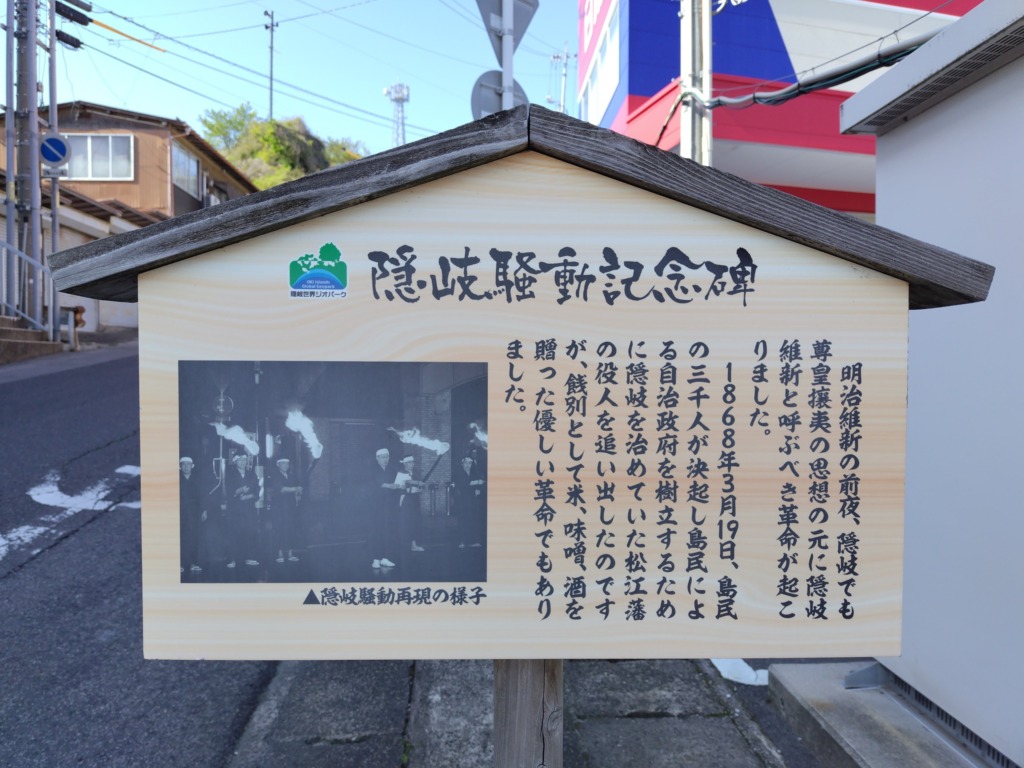 隠岐騒動記念碑
Oki Islands
Global Geopark
隠岐世界ジオパーク
明治維新の前夜、隠岐でも
尊皇攘夷の思想の元に隠岐
維新と呼ぶべき革命が起こ
りました。
1868年3月19日、島民
の三千人が決起し島民によ
る自治政府を樹立するため
に隠岐を治めていた松江藩
の役人を追い出したのです
が、餞別として米、味噌、酒を
贈った優しい革命でもあり
ました。
▲隠岐騒動再現の様子